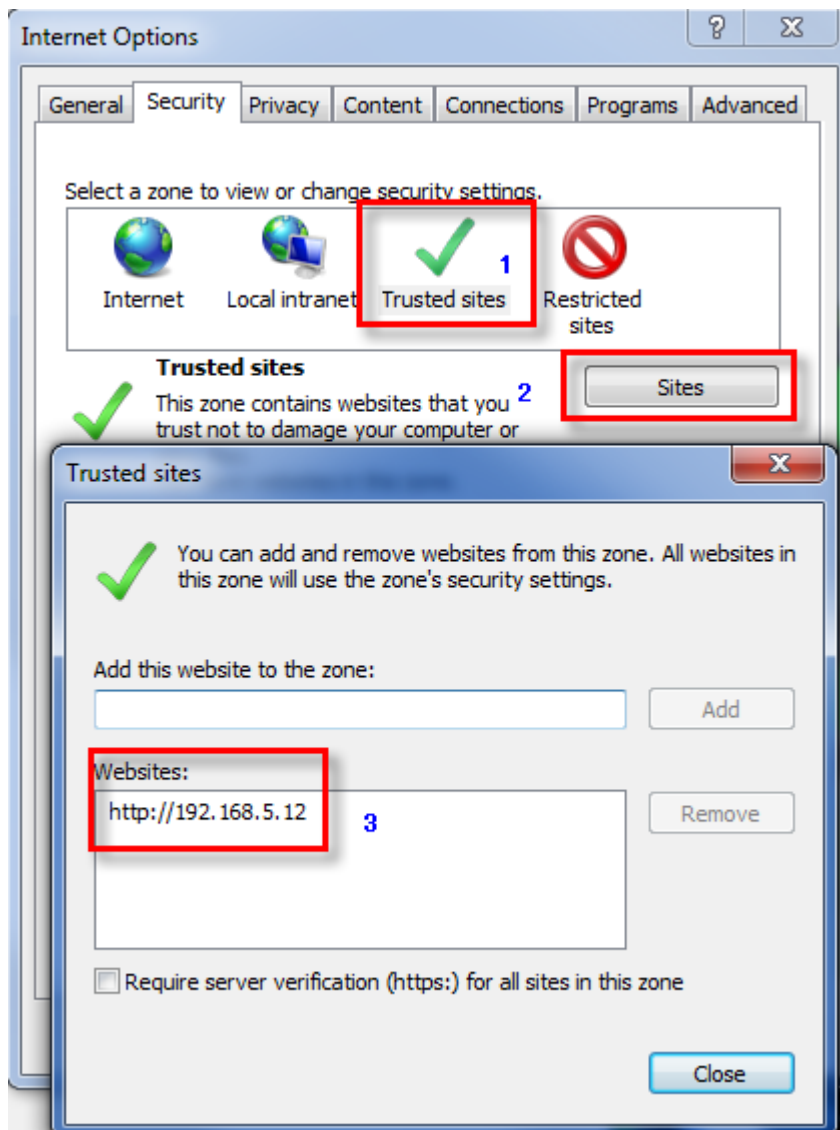 Internet Options
General Security Privacy Content Connections Programs Advanced
Select a zone to view or change security settings.
1
Internet Local intranet Trusted sites Restricted
sites
Trusted sites
2
Sites
This zone contains websites that you
trust not to damage your computer or
Trusted sites
You can add and remove websites from this zone. All websites in
this zone will use the zone's security settings.
Add this website to the zone:
Add
Websites:
http://192.168.5.12
3
Remove
Require server verification (https:) for all sites in this zone
Close